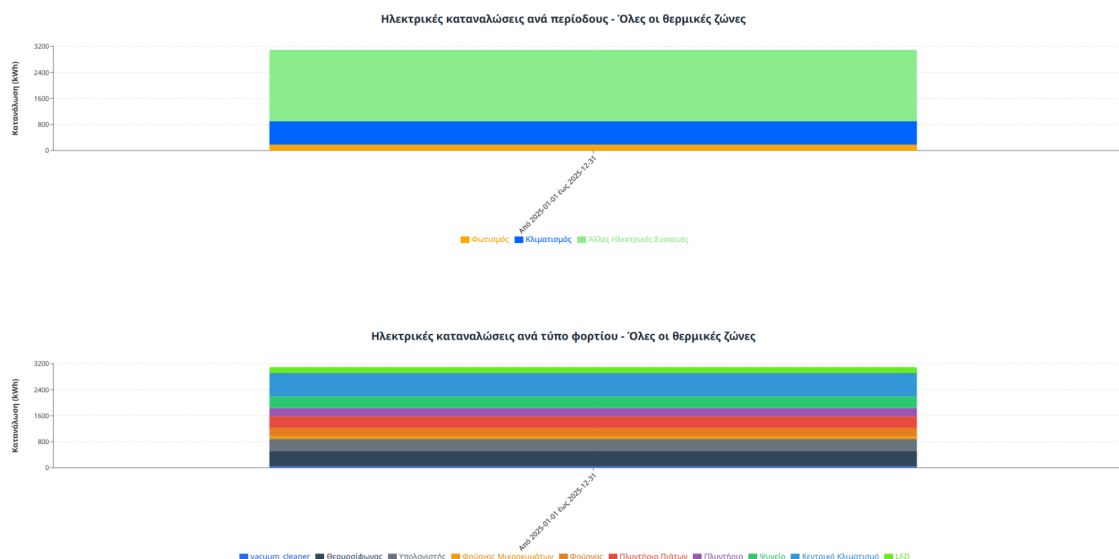 Ηλεκτρικές καταναλώσεις ανά περίοδους - Όλες οι θερμικές ζώνες
3200
2400
1600
800
0
Κατανάλωση (kWh)
Από 2025-01-01 έως 2025-12-31
Φωτισμός Κλιματισμός Άλλες Ηλεκτρικές Συσκευές
Ηλεκτρικές καταναλώσεις ανά τύπο φορτίου - Όλες οι θερμικές ζώνες
3200
2400
1600
800
0
Κατανάλωση (kWh)
Από 2025-01-01 έως 2025-12-31
vacuum_cleaner Θερμοσίφωνας Υπολογιστής Φούρνος Μικροκυμάτων Φούρνος Πλυντήριο Πιάτων Πλυντήριο Ψυγείο Κεντρικό Κλιματισμό LED